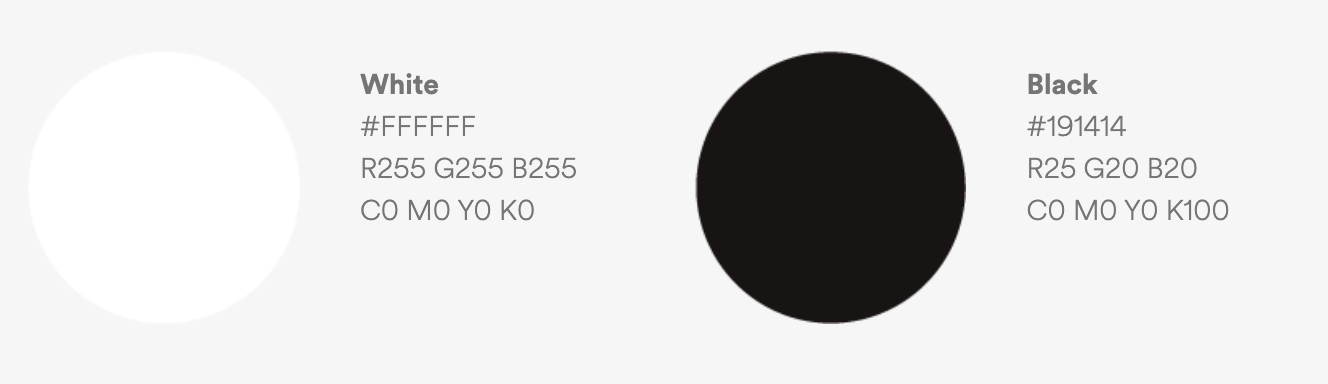 White
#FFFFFF
R255 G255 B255
C0 M0 Y0 K0
Black
#191414
R25 G20 B20
C0 M0 Y0 K100